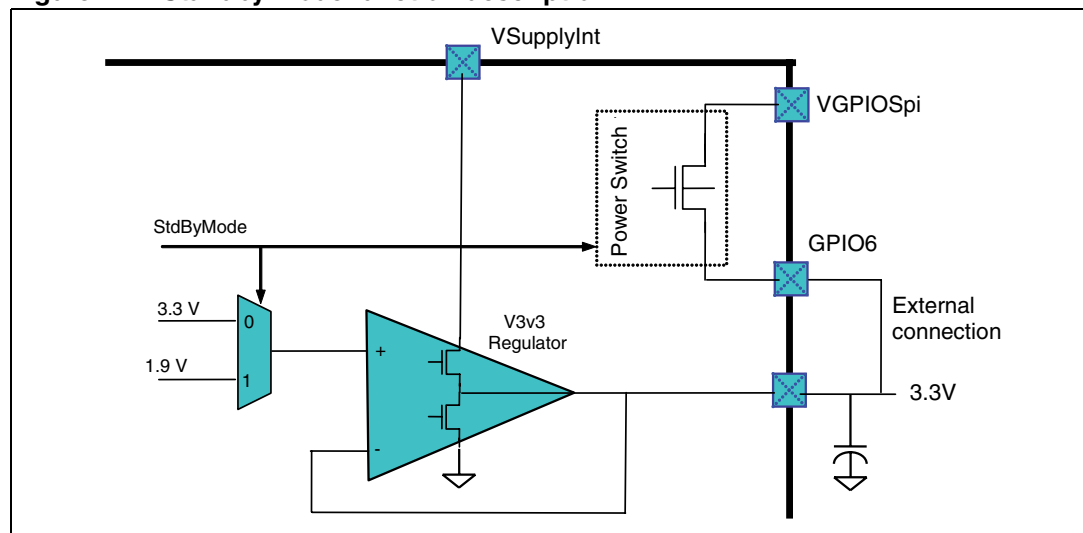 VSupplyInt
VGPIOSpi
Power Switch
StdByMode
GPIO6
3.3 V
0
External
connection
V3v3
Regulator
+
1.9 V
1
3.3V
-